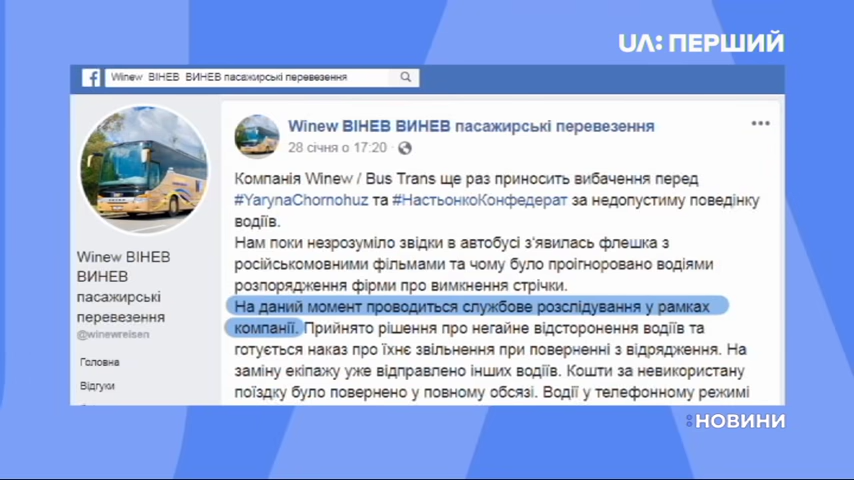 UA: ПЕРШИЙ
Winew ВІНЕВ ВИНЕВ пасажирські перевезення
Winew ВІНЕВ ВИНЕВ пасажирські перевезення
28 січня о 17:20
Компанія Winew / Bus Trans ще раз приносить вибачення перед
#YarynaChornohuz та #НастьонкоКонфедерат за недопустиму поведінку
водіїв.
Нам поки незрозуміло звідки в автобусі з'явилась флешка з
російськомовними фільмами та чому було проігноровано водіями
розпорядження фірми про вимкнення стрічки.
На даний момент проводиться службове розслідування у рамках
компанії. Прийнято рішення про негайне відсторонення водіїв та
готується наказ про їхнє звільнення при поверненні з відрядження. На
заміну екіпажу уже відправлено інших водіїв. Кошти за невикористану
поїздку було повернено у повному обсязі. Водії у телефонному режимі
Winew ВІНЕВ
ВИНЕВ
пасажирські
перевезення
@winewreisen
Головна
Відгуки
НОВИНИ